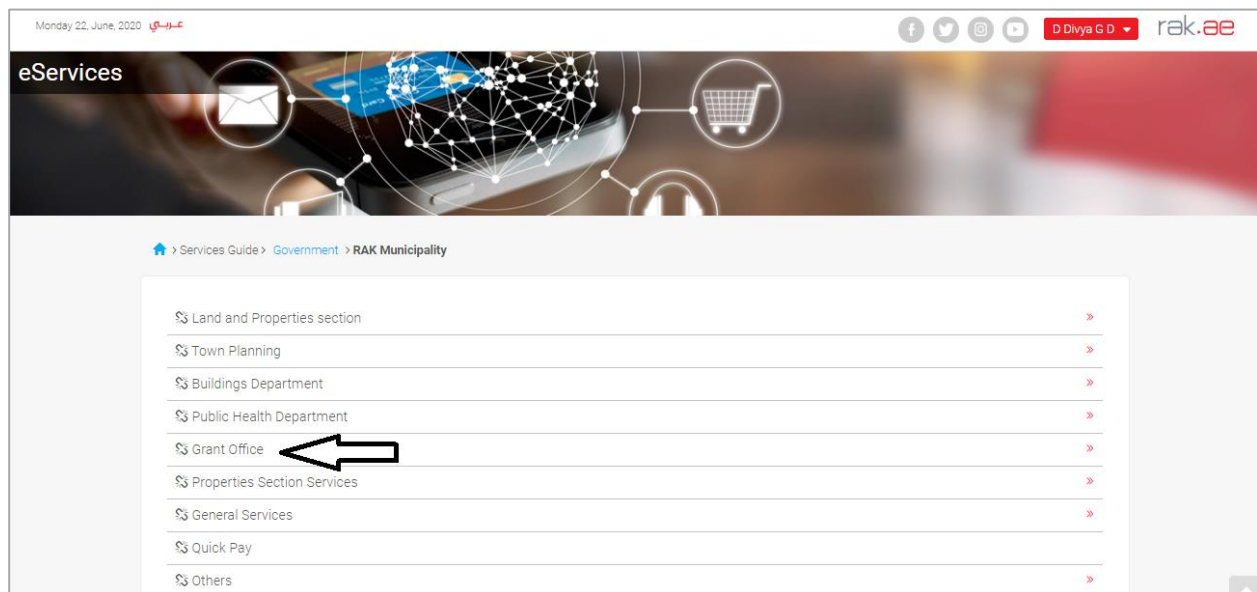 Monday 22, June, 2020 عـربـي
D Divya G D
rak.ae
eServices
> Services Guide > Government > RAK Municipality
Land and Properties section »
Town Planning »
Buildings Department »
Public Health Department »
Grant Office »
Properties Section Services »
General Services »
Quick Pay
Others »